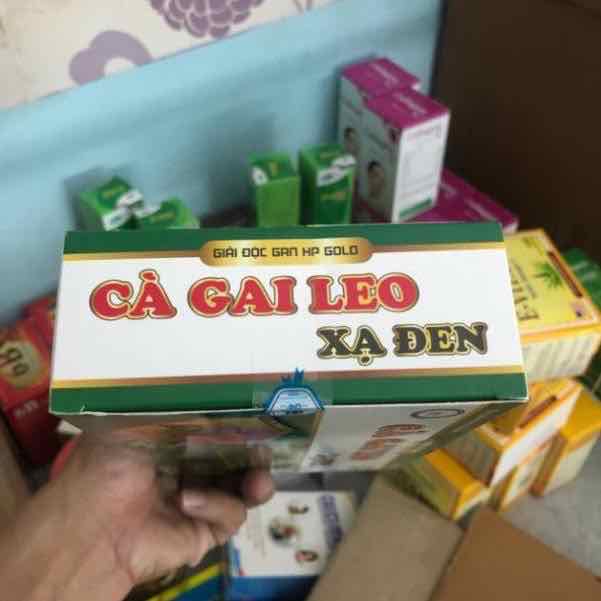 GIẢI ĐỘC GAN HP GOLD
CÀ GAI LEO
XẠ ĐEN